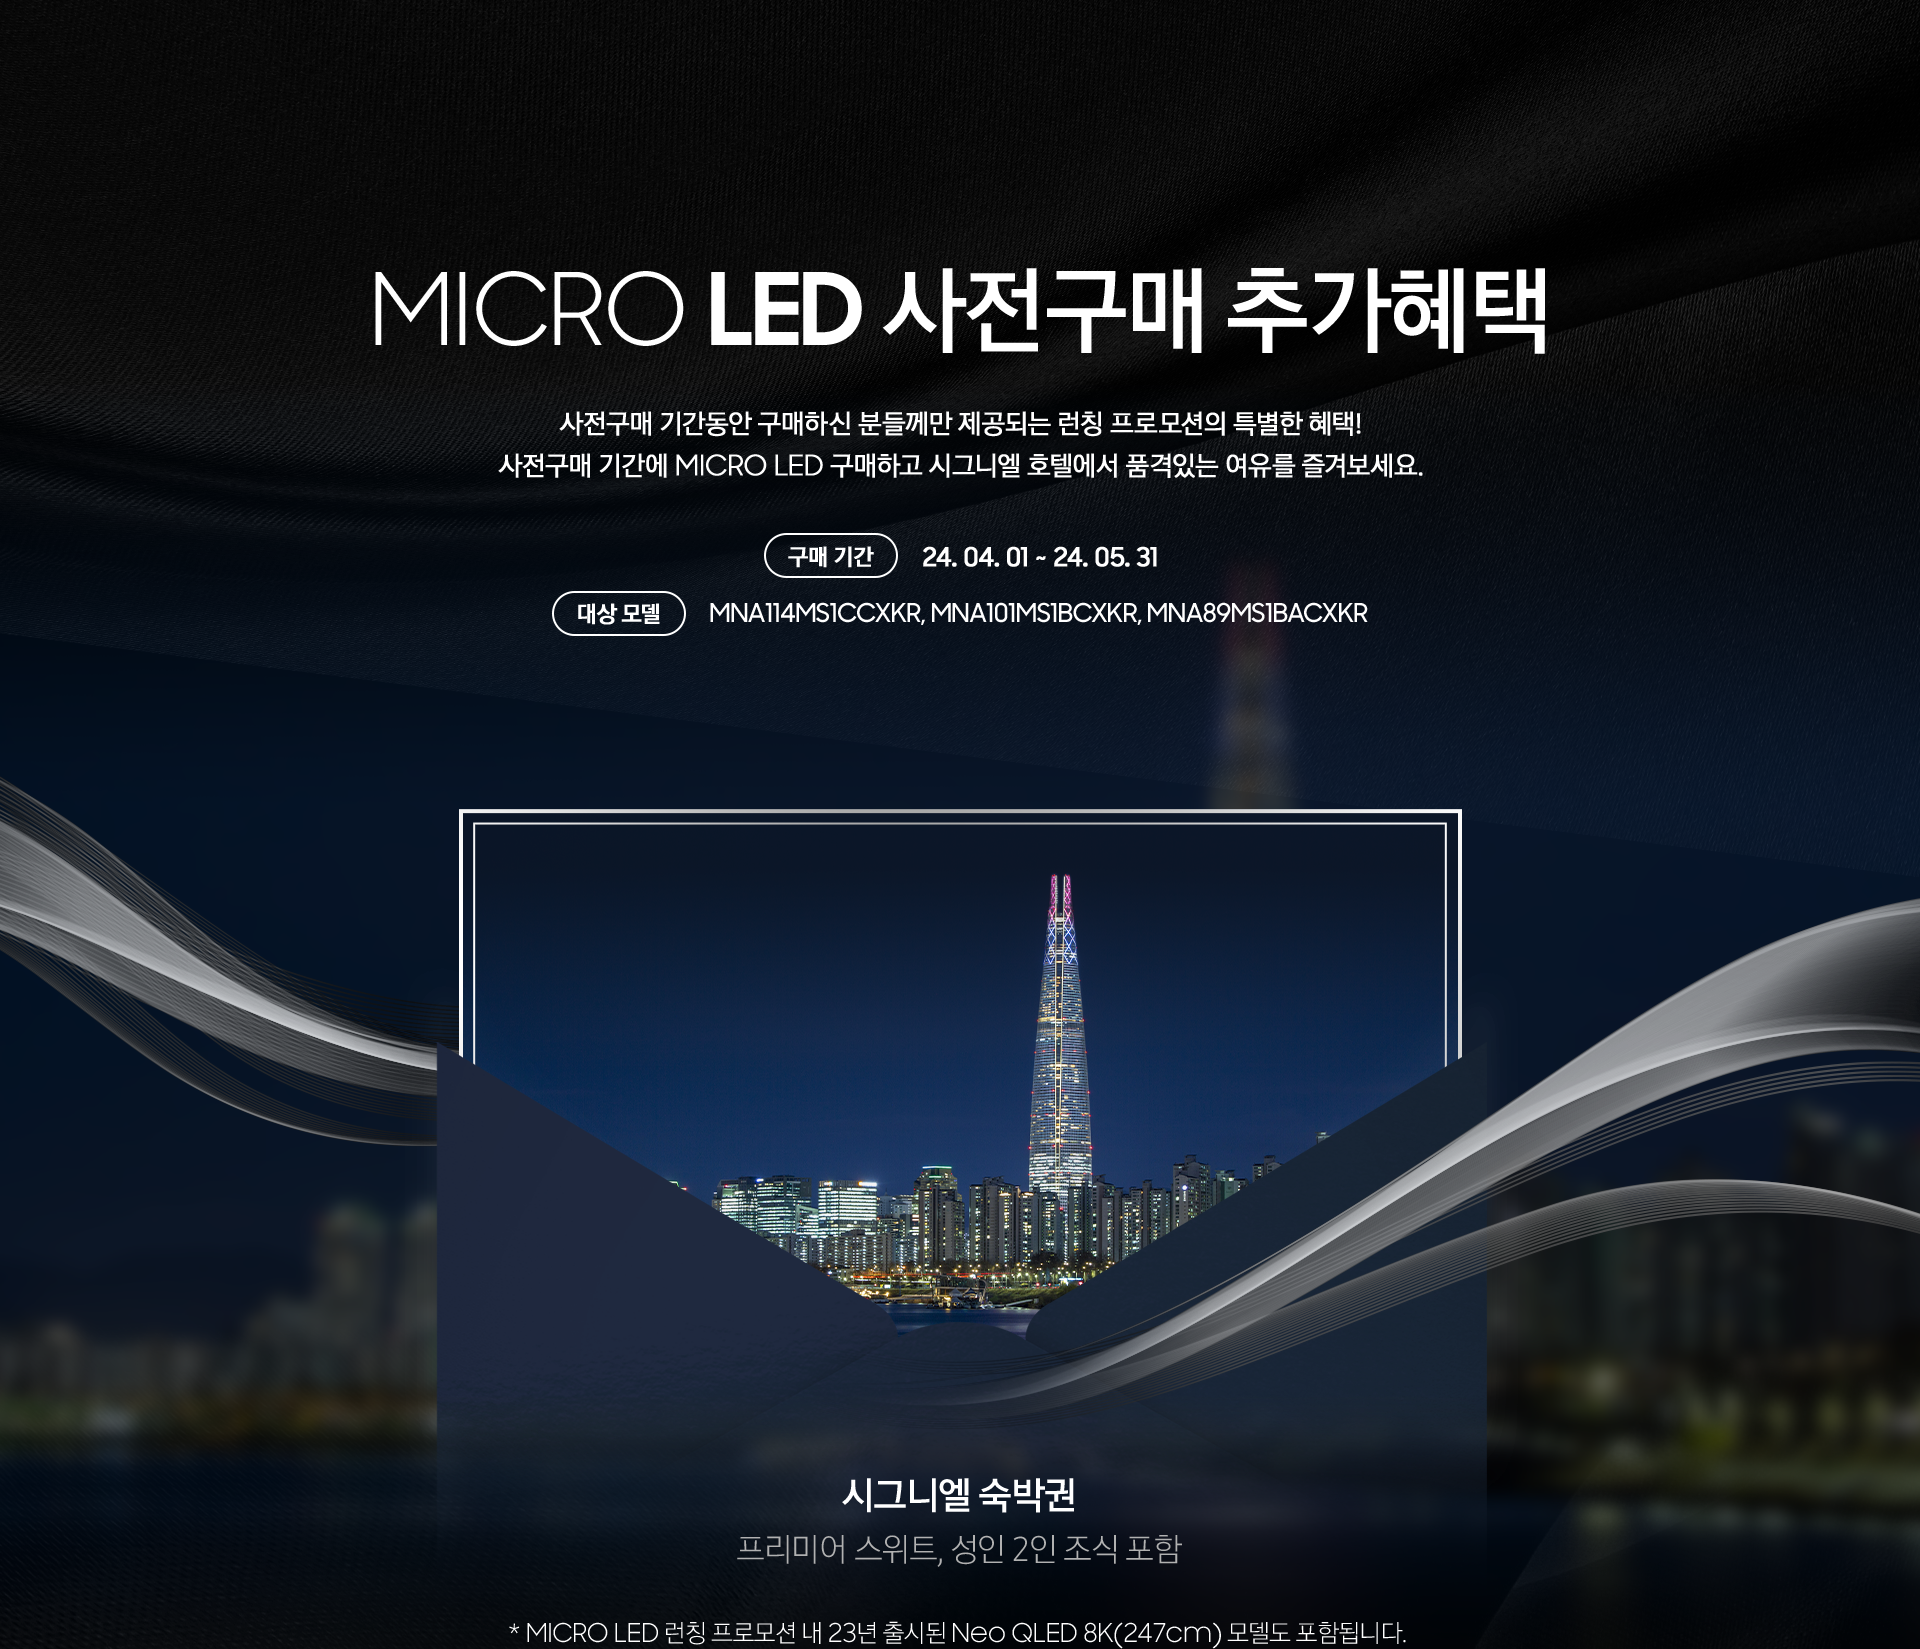 MICRO LED 사전구매 추가혜택
사전구매 기간동안 구매하신 분들께만 제공되는 런칭 프로모션의 특별한 혜택!
사전구매 기간에 MICRO LED 구매하고 시그니엘 호텔에서 품격있는 여유를 즐겨보세요.
구매 기간 24. 04. 01 ~ 24. 05. 31
대상 모델 MNA114MS1CCXKR, MNA101MS1BCXKR, MNA89MS1BACXKR
시그니엘 숙박권
프리미어 스위트, 성인 2인 조식 포함
* MICRO LED 런칭 프로모션 내 23년 출시된 Neo QLED 8K(247cm) 모델도 포함됩니다.